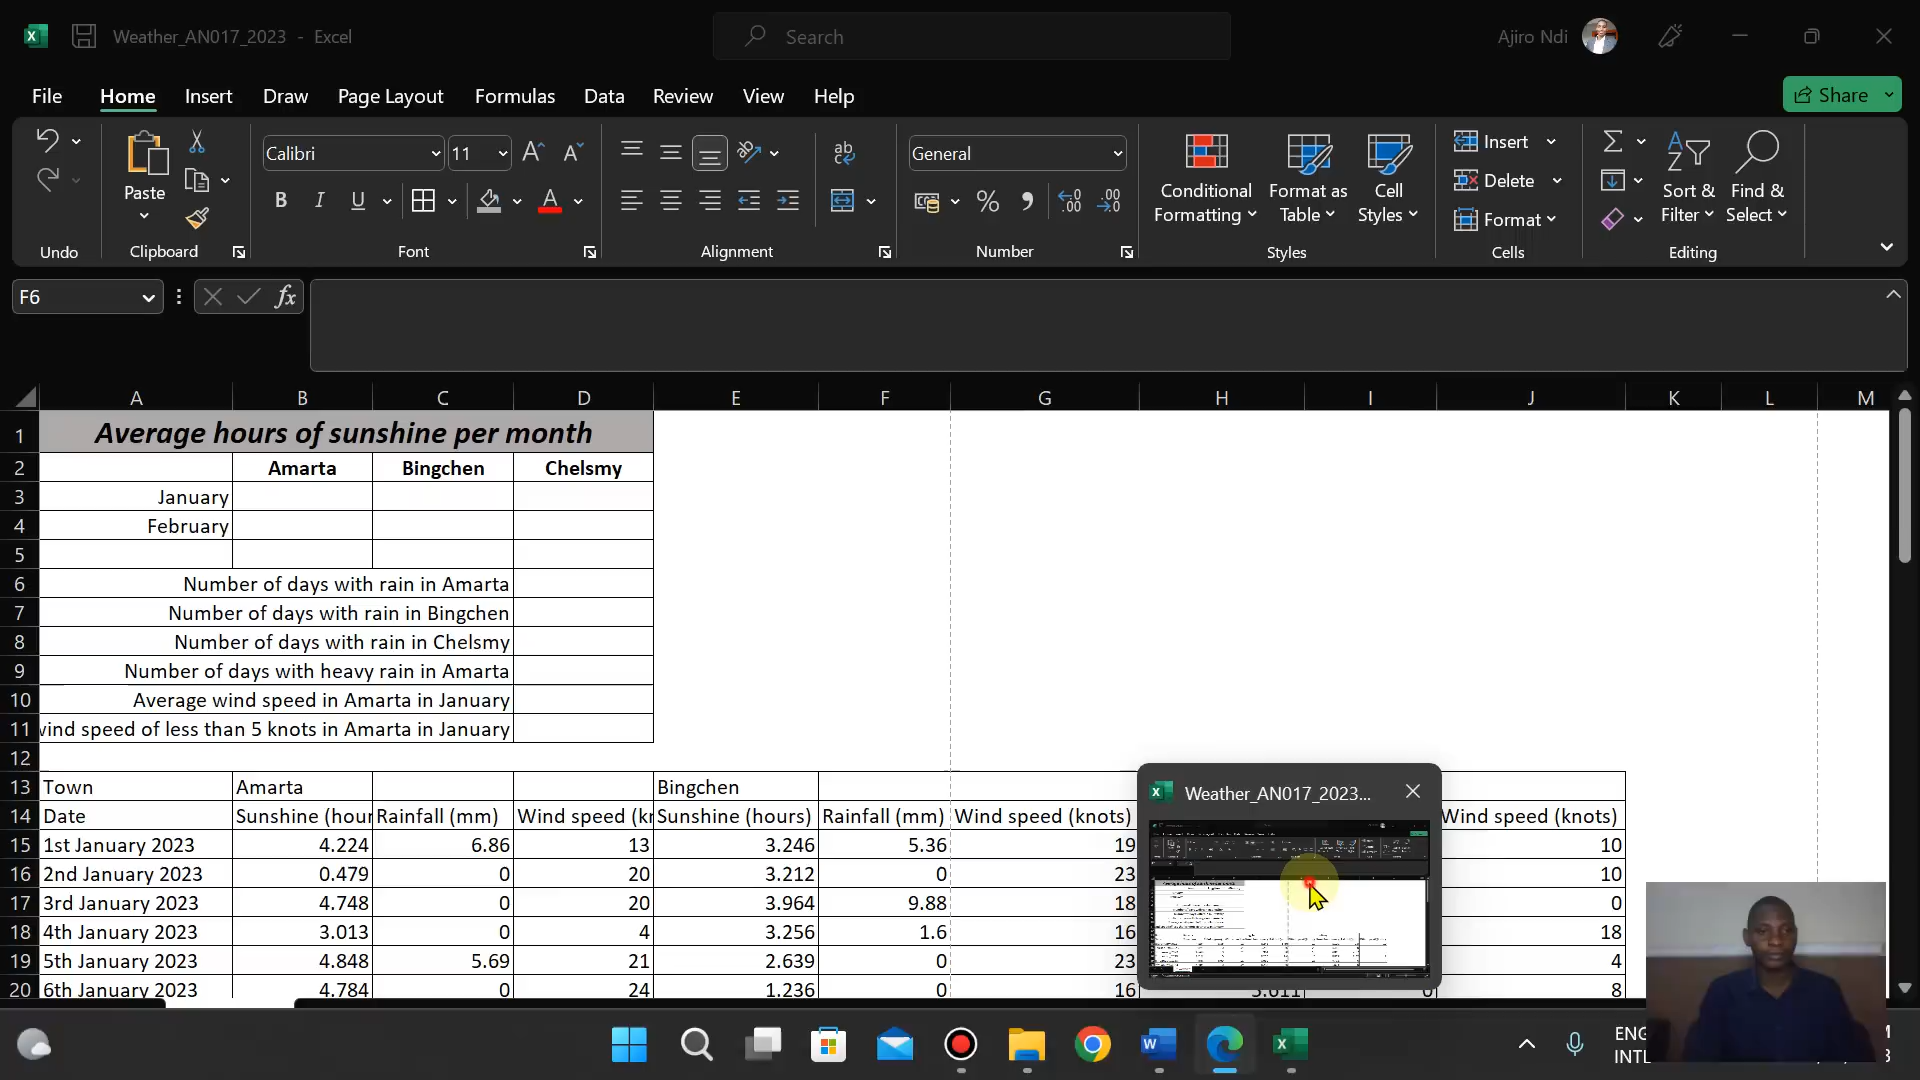 Weather_AN017_2023 - Excel
Search
Ajiro Ndi
File Home Insert Draw Page Layout Formulas Data Review View Help
Share
Paste
Calibri 11
General
Conditional Formatting
Format as Table
Cell Styles
Insert
Delete
Format
Sort & Filter
Find & Select
Undo Clipboard Font Alignment Number Styles Cells Editing
F6 fx
A B C D E F G H I J K L M
1 Average hours of sunshine per month
2 Amarta Bingchen Chelsmy
3 January
4 February
5
6 Number of days with rain in Amarta
7 Number of days with rain in Bingchen
8 Number of days with rain in Chelsmy
9 Number of days with heavy rain in Amarta
10 Average wind speed in Amarta in January
11 wind speed of less than 5 knots in Amarta in January
12
13 Town Amarta Bingchen
14 Date Sunshine (hour Rainfall (mm) Wind speed (kr Sunshine (hours) Rainfall (mm) Wind speed (knots) Wind speed (knots)
15 1st January 2023 4.224 6.86 13 3.246 5.36 19 10
16 2nd January 2023 0.479 0 20 3.212 0 23 10
17 3rd January 2023 4.748 0 20 3.964 9.88 18 0
18 4th January 2023 3.013 0 4 3.256 1.6 16 18
19 5th January 2023 4.848 5.69 21 2.639 0 23 4
20 6th January 2023 4.784 0 24 1.236 0 16 3.611 0 8
Weather_AN017_2023...
ENG
INTL